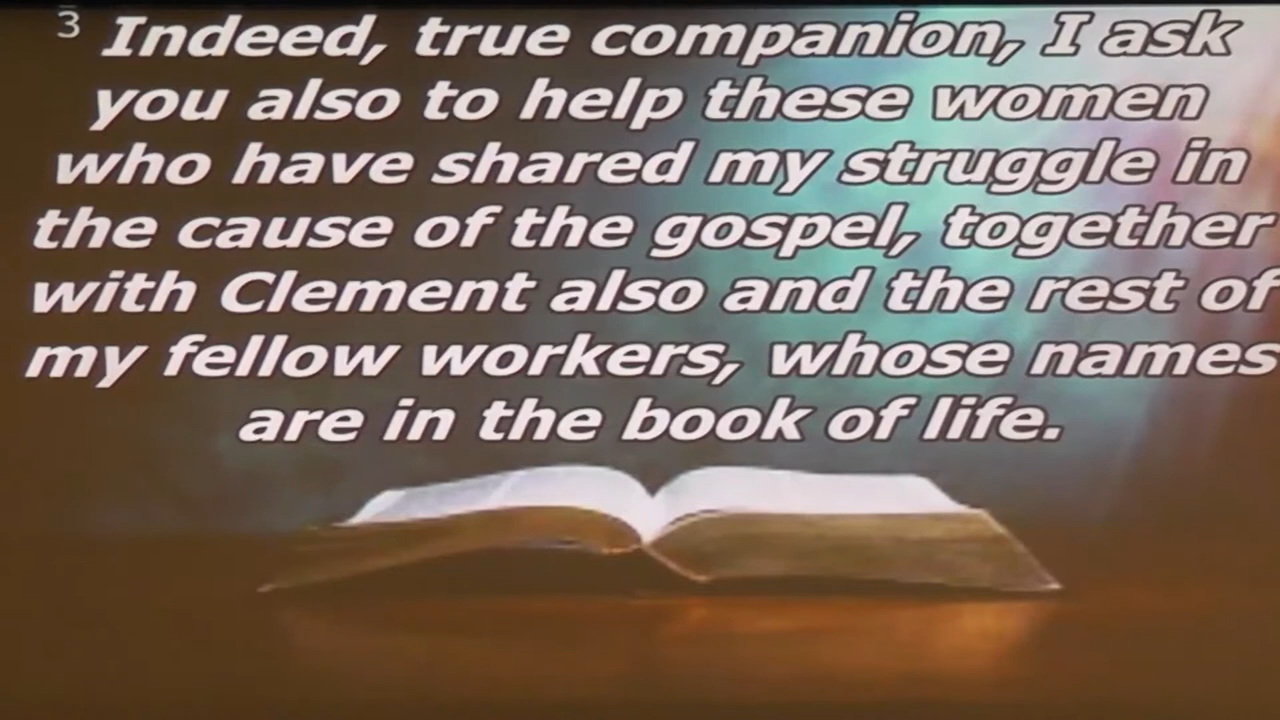 3 Indeed, true companion, I ask
you also to help these women
who have shared my struggle in
the cause of the gospel, together
with Clement also and the rest of
my fellow workers, whose names
are in the book of life.